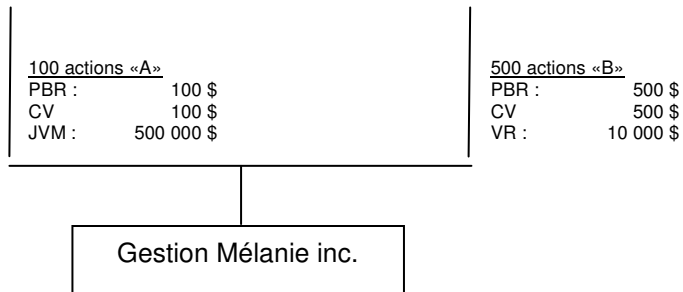 100 actions «A»
PBR : 100 $
CV 100 $
JVM : 500 000 $
500 actions «B»
PBR : 500 $
CV 500 $
VR : 10 000 $
Gestion Mélanie inc.